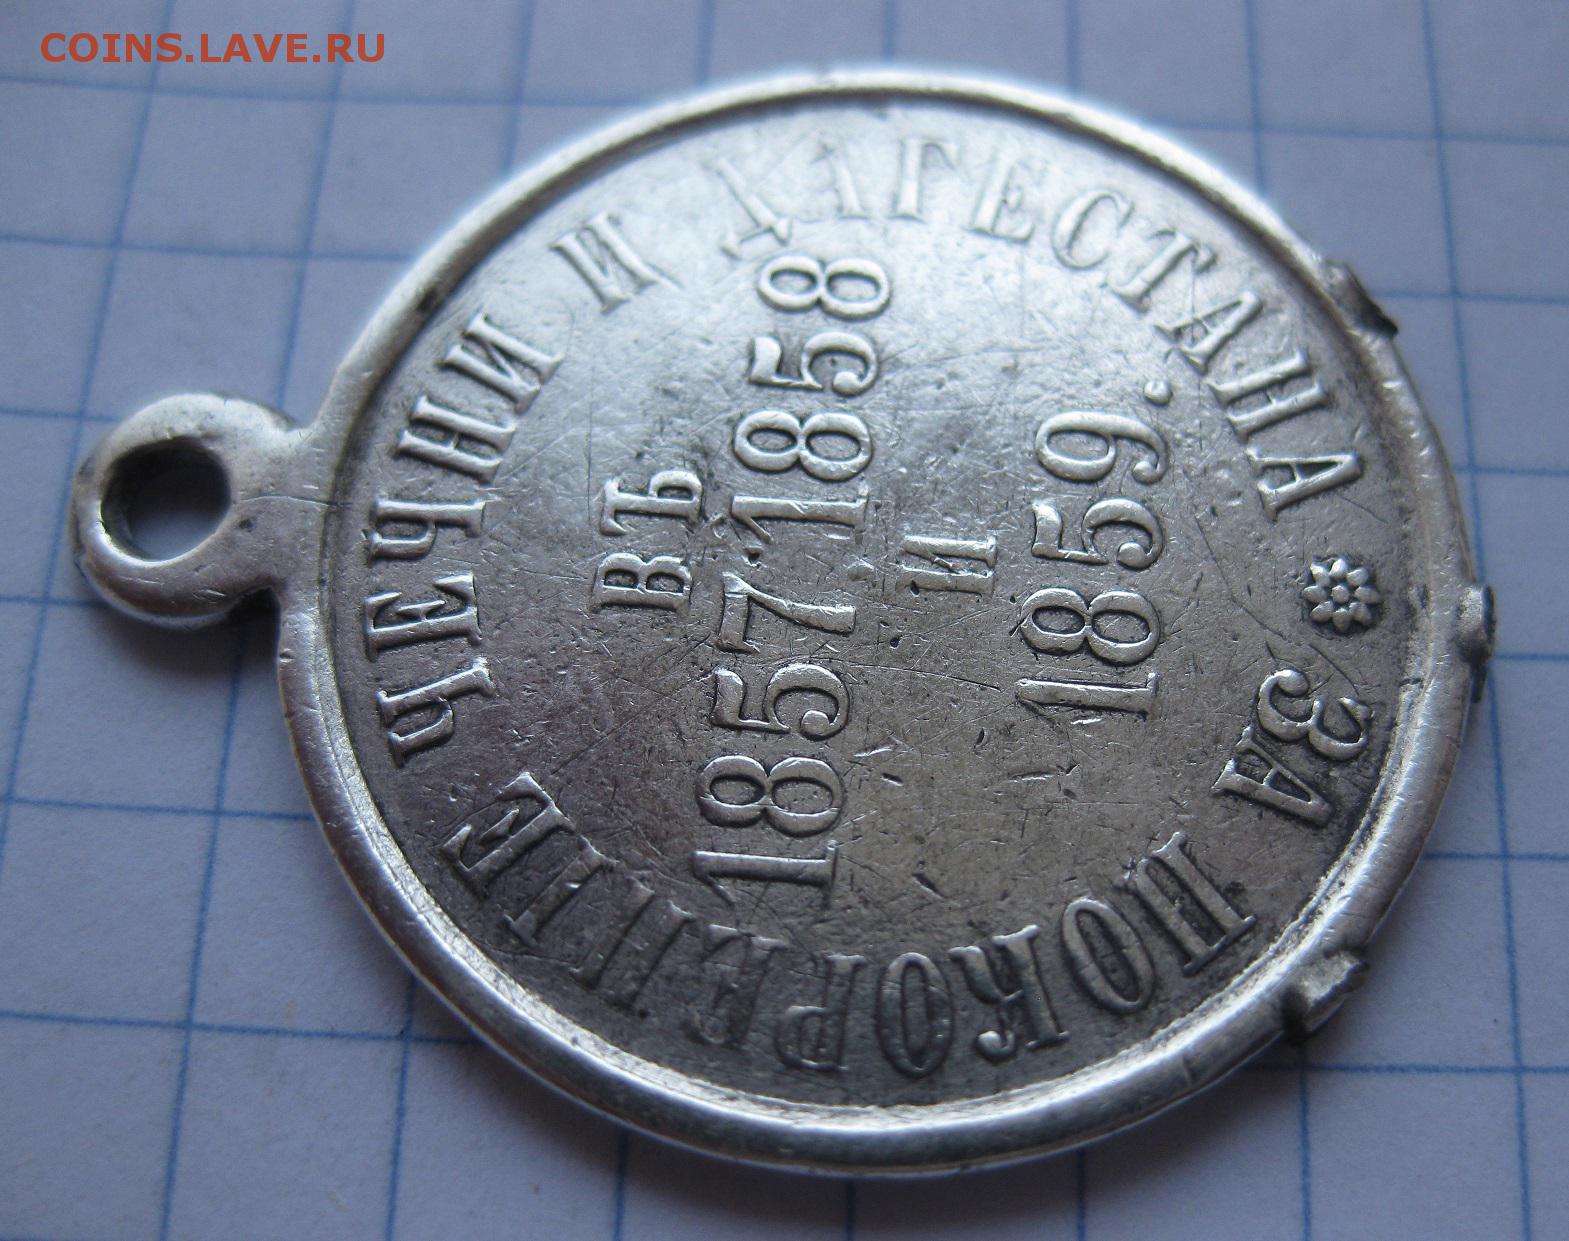 COINS.LAVE.RU
ЗА ПОКОРЕНІЕ ЧЕЧНИ И ДАГЕСТАНА
ВЪ
1857.1858
И
1859.